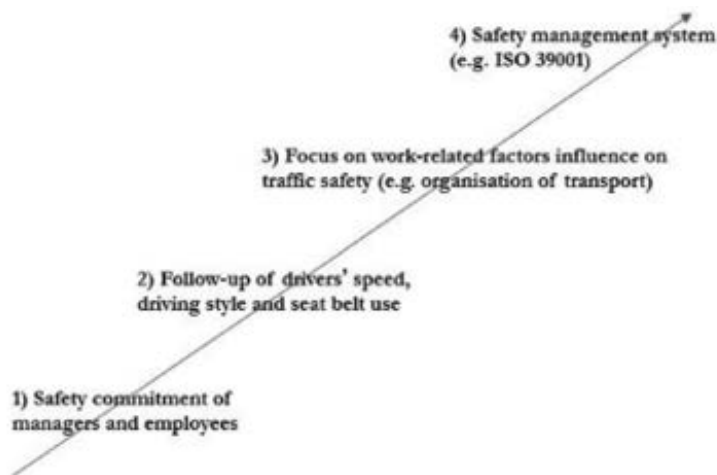 4) Safety management system
(e.g. ISO 39001)
3) Focus on work-related factors influence on
traffic safety (e.g. organisation of transport)
2) Follow-up of drivers' speed,
driving style and seat belt use
1) Safety commitment of
managers and employees